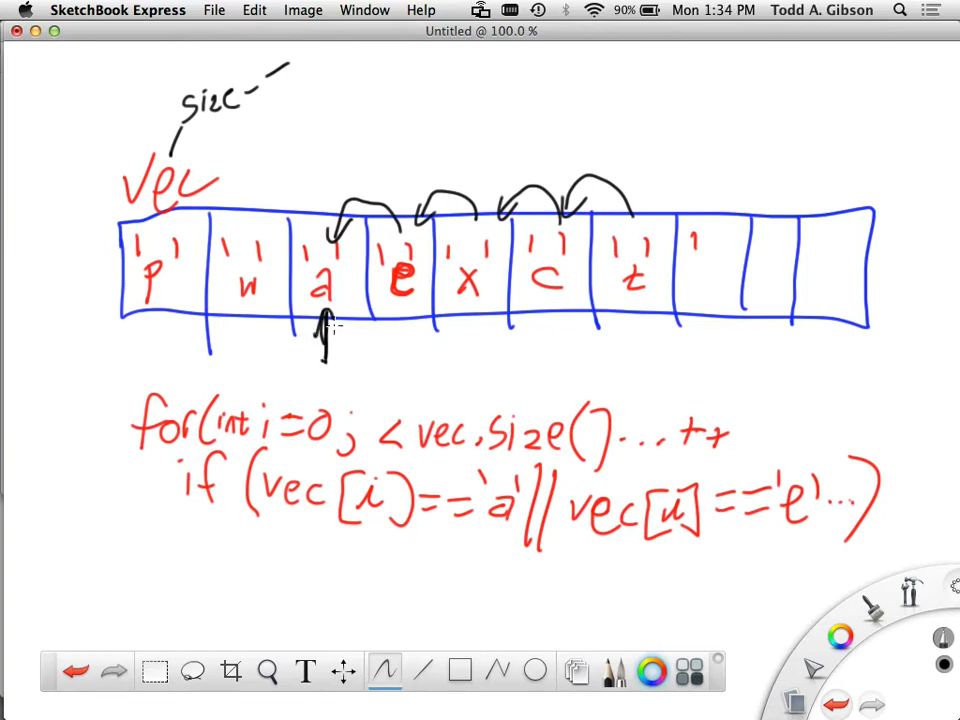 SketchBook Express File Edit Image Window Help 90% Mon 1:34 PM Todd A. Gibson
Untitled @ 100.0 %
size--
vec
'p' 'w' 'a' 'e' 'x' 'c' 't' '
for(int i=0; < vec.size()...++
if (vec[i]=='a'|| vec[i]=='e'...)
T